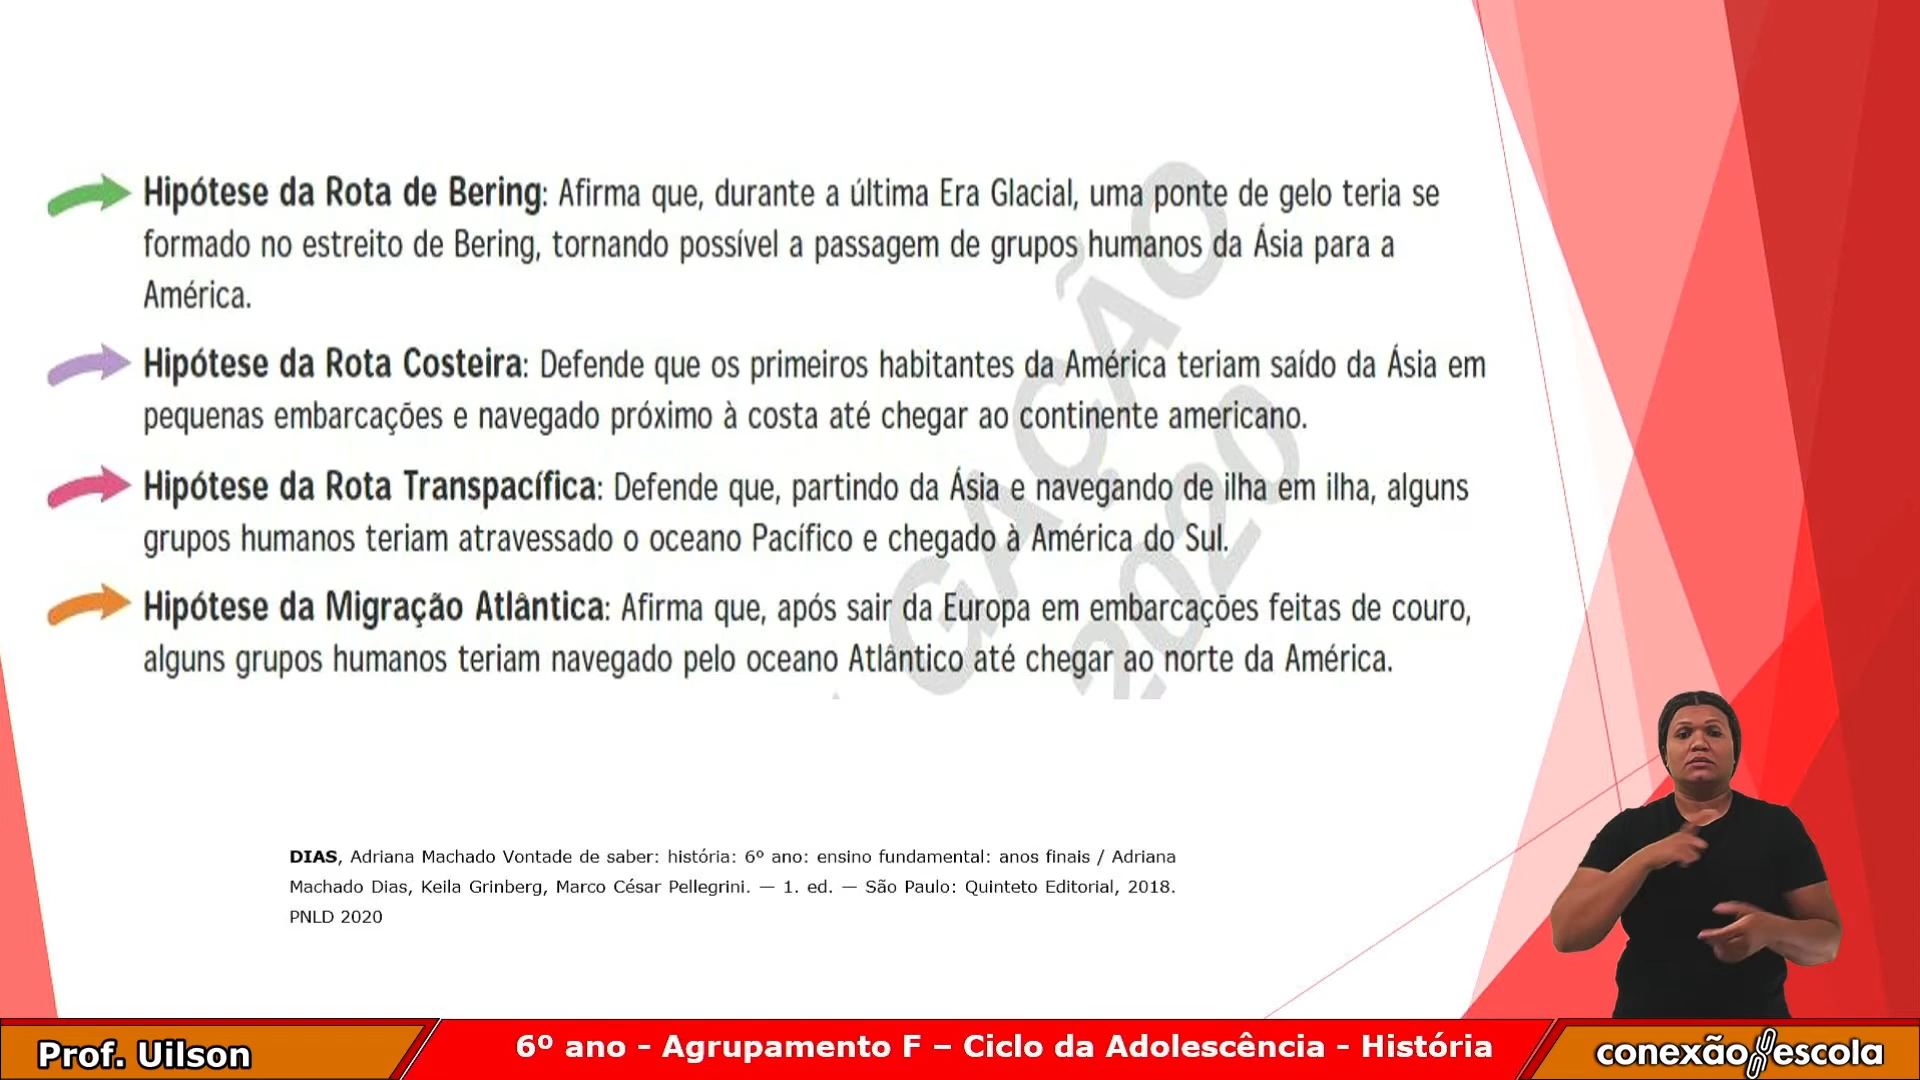 Hipótese da Rota de Bering: Afirma que, durante a última Era Glacial, uma ponte de gelo teria se
formado no estreito de Bering, tornando possível a passagem de grupos humanos da Ásia para a
América.
Hipótese da Rota Costeira: Defende que os primeiros habitantes da América teriam saído da Ásia em
pequenas embarcações e navegado próximo à costa até chegar ao continente americano.
Hipótese da Rota Transpacífica: Defende que, partindo da Ásia e navegando de ilha em ilha, alguns
grupos humanos teriam atravessado o oceano Pacífico e chegado à América do Sul.
Hipótese da Migração Atlântica: Afirma que, após sair da Europa em embarcações feitas de couro,
alguns grupos humanos teriam navegado pelo oceano Atlântico até chegar ao norte da América.
GAÇÃO
2020
DIAS, Adriana Machado Vontade de saber: história: 6º ano: ensino fundamental: anos finais / Adriana
Machado Dias, Keila Grinberg, Marco César Pellegrini. — 1. ed. — São Paulo: Quinteto Editorial, 2018.
PNLD 2020
Prof. Uilson
6º ano - Agrupamento F – Ciclo da Adolescência - História
conexão escola